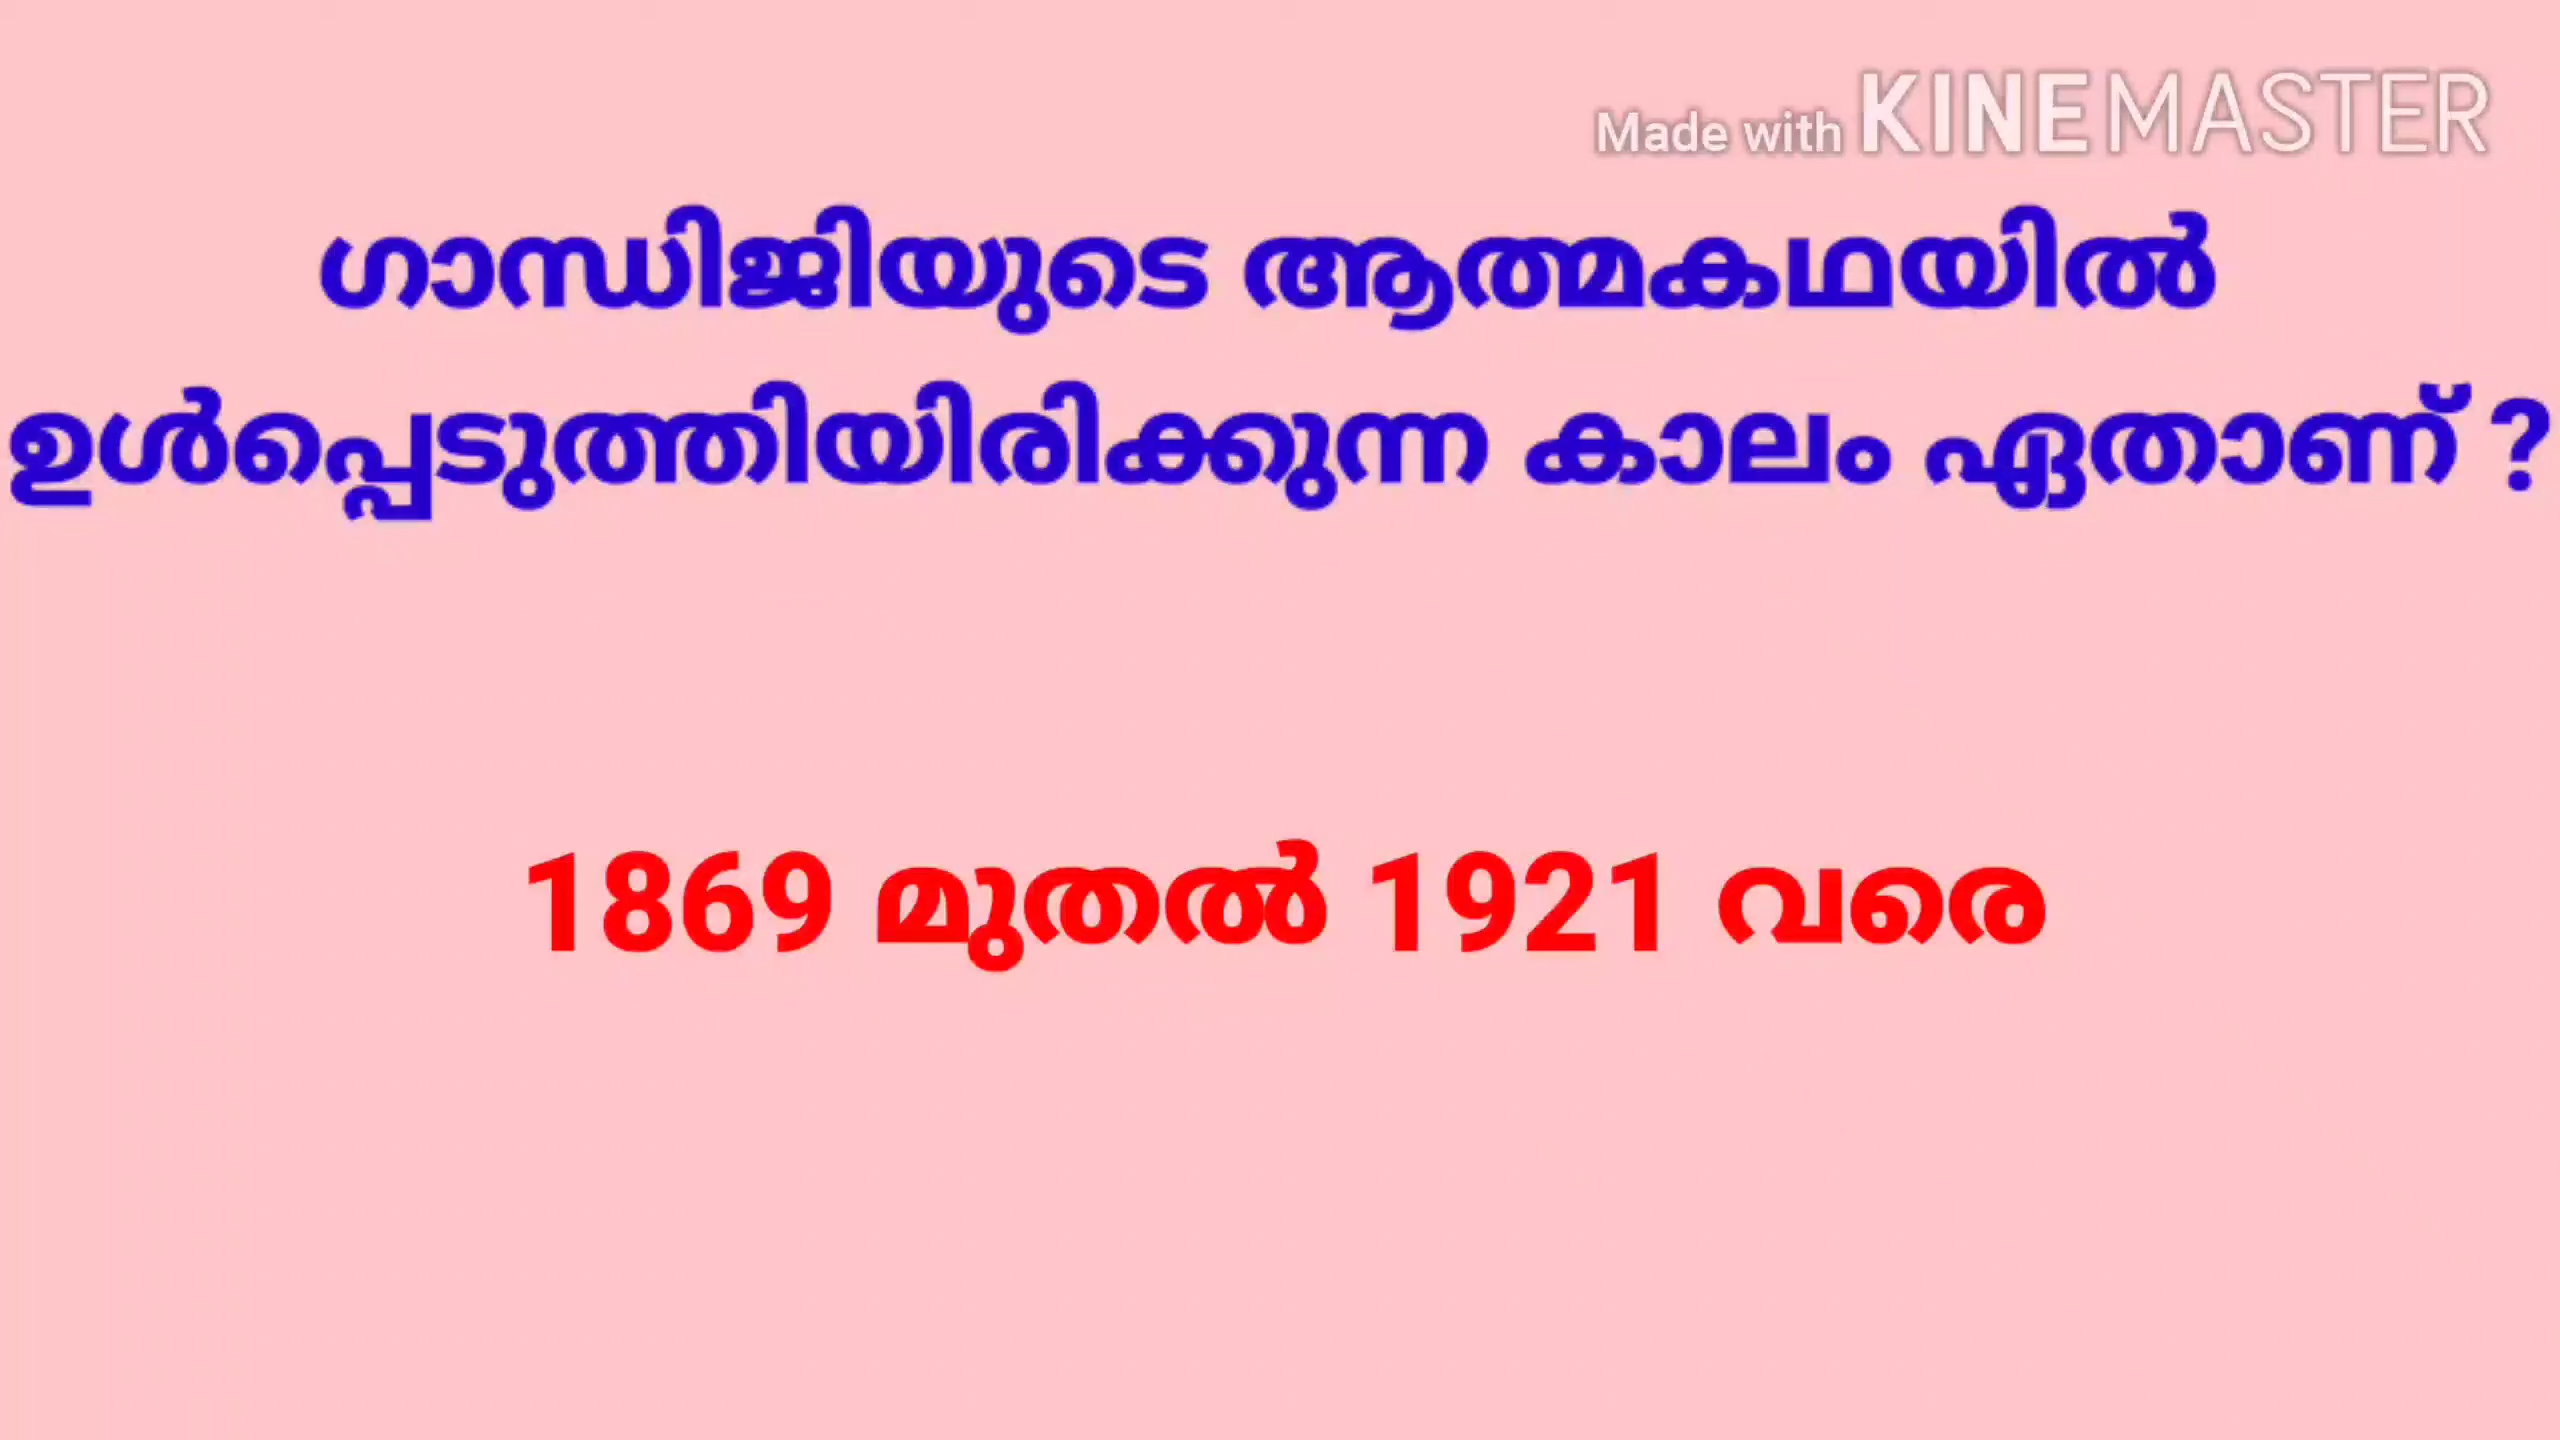 Made with KINEMASTER
ഗാന്ധിജിയുടെ ആത്മകഥയിൽ
ഉൾപ്പെടുത്തിയിരിക്കുന്ന കാലം ഏതാണ് ?
1869 മുതൽ 1921 വരെ